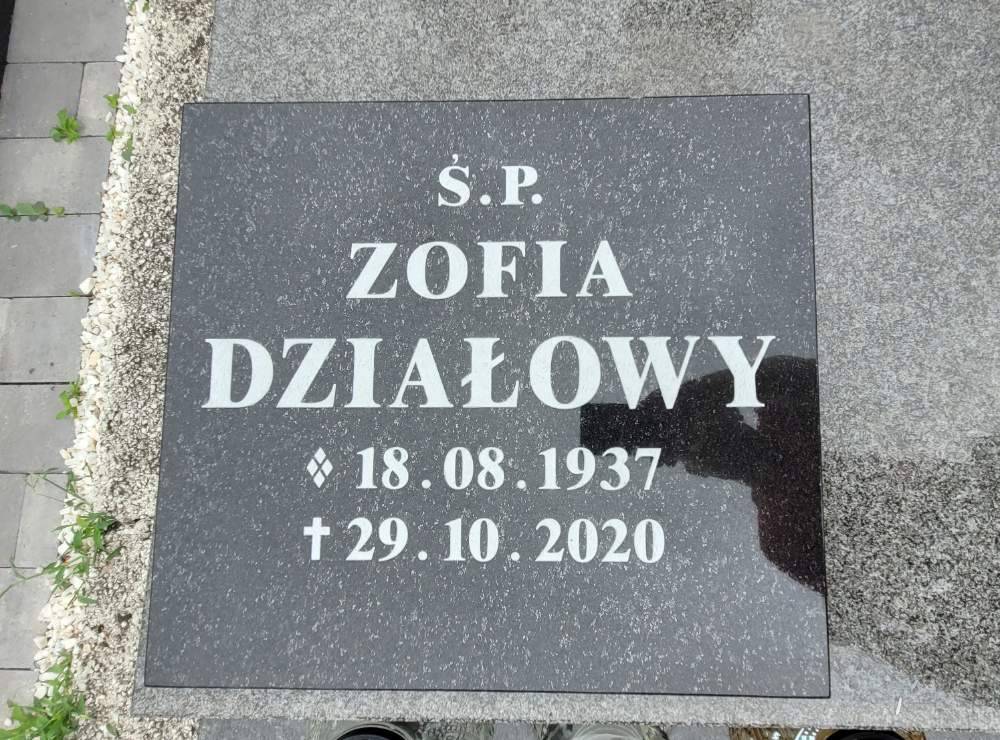 Ś.P.
ZOFIA
DZIAŁOWY
18.08.1937
✝ 29.10.2020